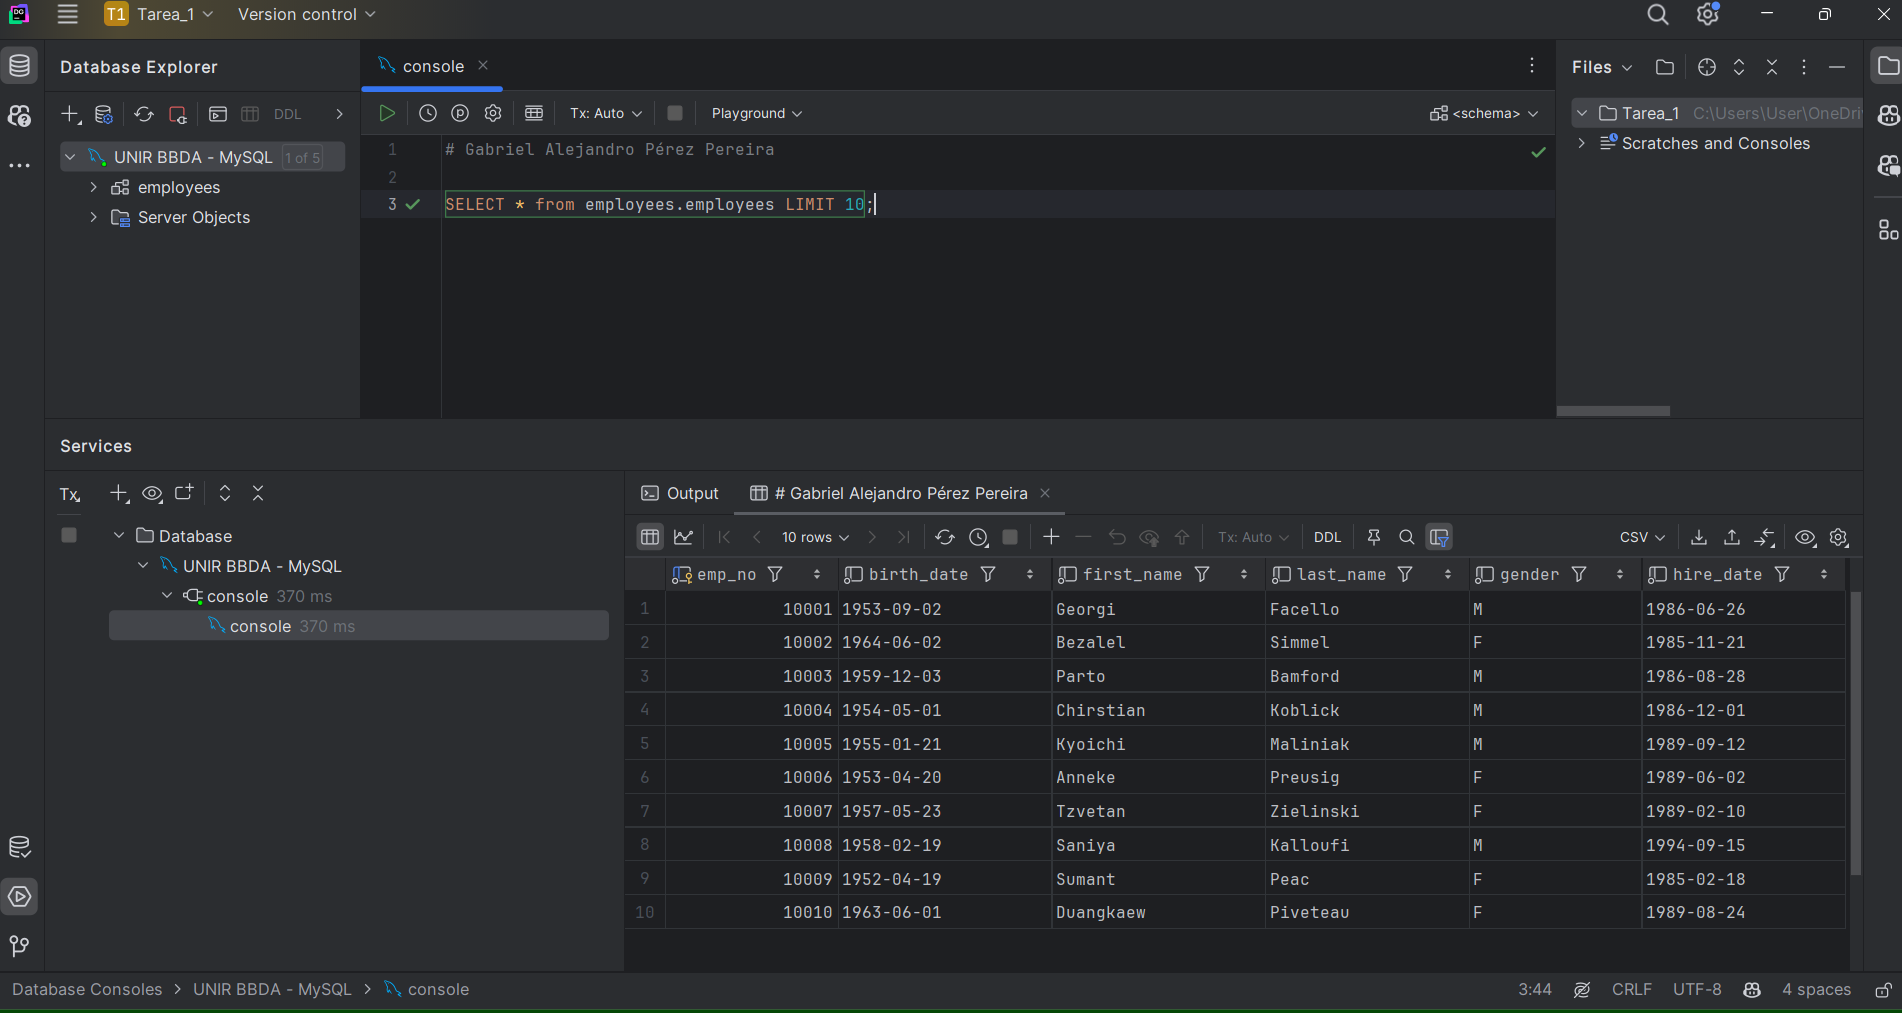 T1 Tarea_1 Version control
Database Explorer
DDL
UNIR BBDA - MySQL 1 of 5
employees
Server Objects
console
Tx: Auto Playground <schema>
1 # Gabriel Alejandro Pérez Pereira
2
3 SELECT * from employees.employees LIMIT 10;
Files
Tarea_1 C:\Users\User\OneDri
Scratches and Consoles
Services
Tx
Database
UNIR BBDA - MySQL
console 370 ms
console 370 ms
Output # Gabriel Alejandro Pérez Pereira
10 rows Tx: Auto DDL CSV
emp_no birth_date first_name last_name gender hire_date
1 10001 1953-09-02 Georgi Facello M 1986-06-26
2 10002 1964-06-02 Bezalel Simmel F 1985-11-21
3 10003 1959-12-03 Parto Bamford M 1986-08-28
4 10004 1954-05-01 Chirstian Koblick M 1986-12-01
5 10005 1955-01-21 Kyoichi Maliniak M 1989-09-12
6 10006 1953-04-20 Anneke Preusig F 1989-06-02
7 10007 1957-05-23 Tzvetan Zielinski F 1989-02-10
8 10008 1958-02-19 Saniya Kalloufi M 1994-09-15
9 10009 1952-04-19 Sumant Peac F 1985-02-18
10 10010 1963-06-01 Duangkaew Piveteau F 1989-08-24
Database Consoles > UNIR BBDA - MySQL > console
3:44 CRLF UTF-8 4 spaces